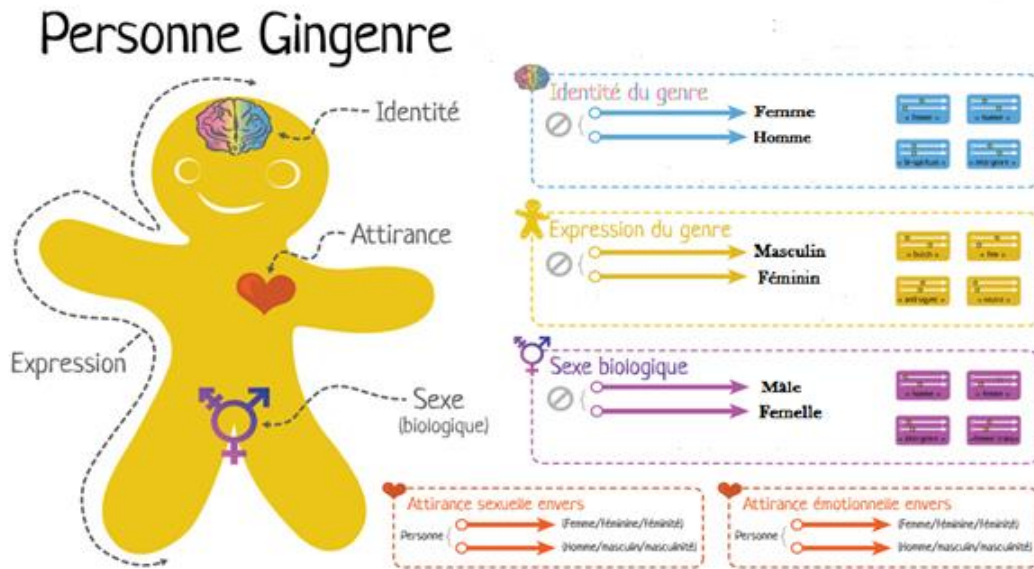 Personne Gingenre
Identité
Attirance
Expression
Sexe
(biologique)
Identité du genre
Femme
Homme
Expression du genre
Masculin
Féminin
« butch »
Sexe biologique
Mâle
Femelle
Attirance sexuelle envers
Personne
(Femme/Féminine/Féminité)
(Homme/masculin/masculinité)
Attirance émotionnelle envers
Personne
(Femme/Féminine/Féminité)
(Homme/masculin/masculinité)